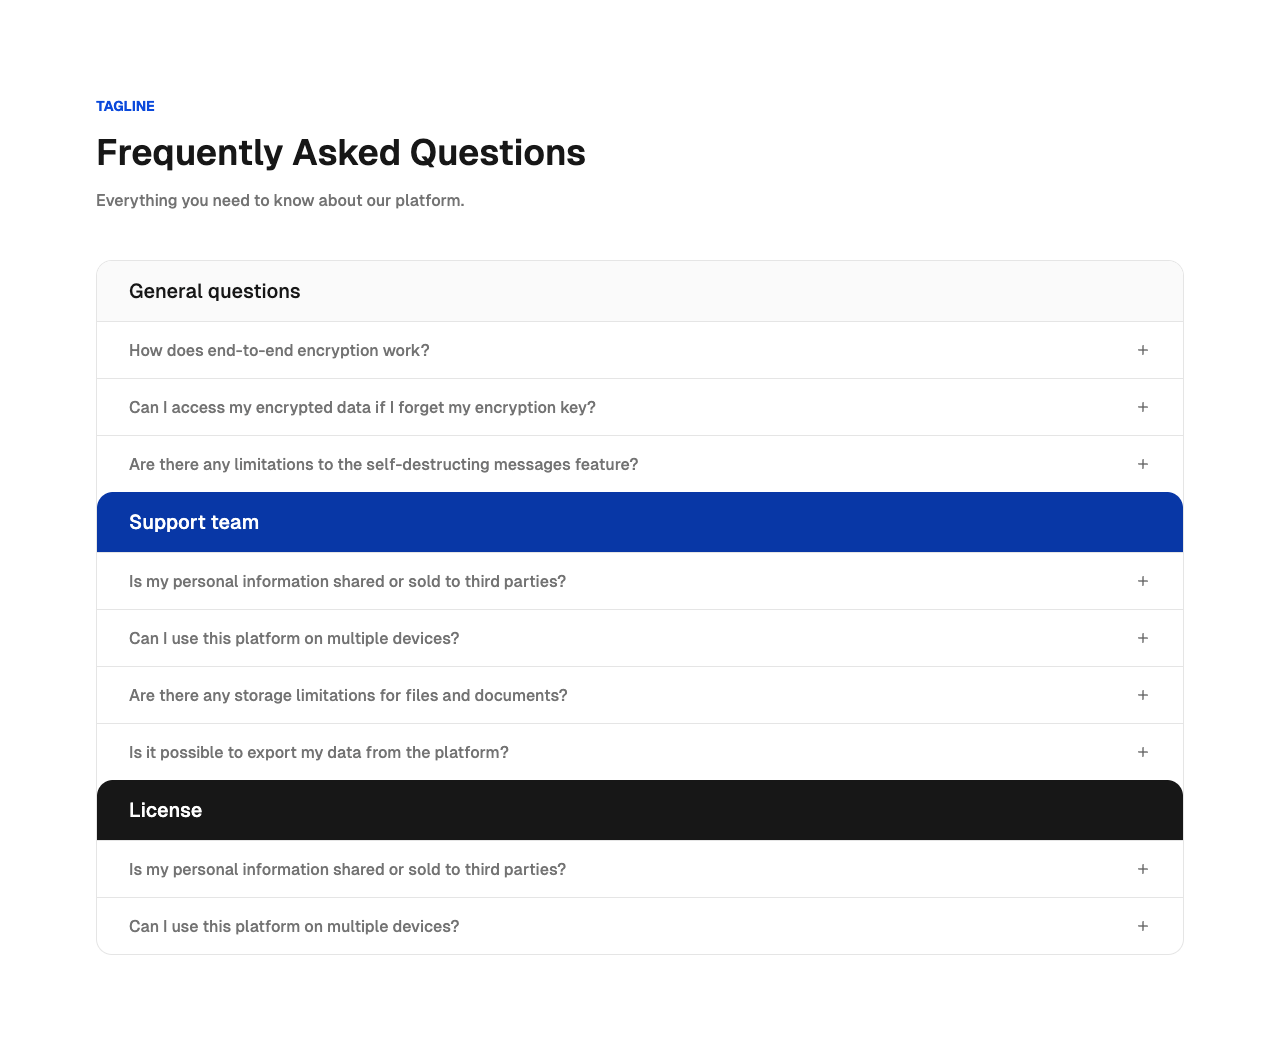 TAGLINE
Frequently Asked Questions
Everything you need to know about our platform.
General questions
How does end-to-end encryption work?
Can I access my encrypted data if I forget my encryption key?
Are there any limitations to the self-destructing messages feature?
Support team
Is my personal information shared or sold to third parties?
Can I use this platform on multiple devices?
Are there any storage limitations for files and documents?
Is it possible to export my data from the platform?
License
Is my personal information shared or sold to third parties?
Can I use this platform on multiple devices?